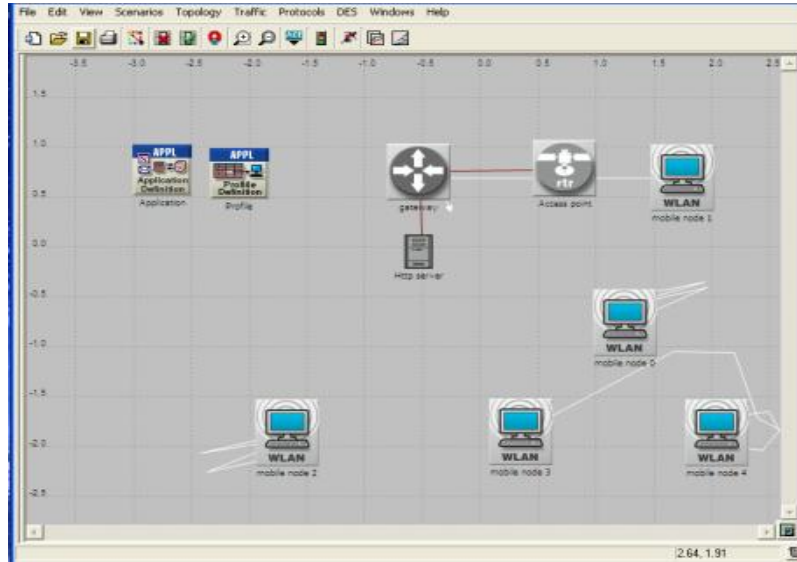 File Edit View Scenarios Topology Traffic Protocols DES Windows Help
-3.5 -3.0 -2.5 -2.0 -1.5 -1.0 -0.5 0.0 0.5 1.0 1.5 2.0 2.5
1.5
1.0
APPL
Application
Definition
Application
APPL
Profile
Definition
Profile
gateway
rtr
Access point
WLAN
mobile node 1
0.5
0.0
Http server
-0.5
WLAN
mobile node 0
-1.0
-1.5
WLAN
mobile node 2
WLAN
mobile node 3
WLAN
mobile node 4
-2.0
-2.5
2.64, 1.91